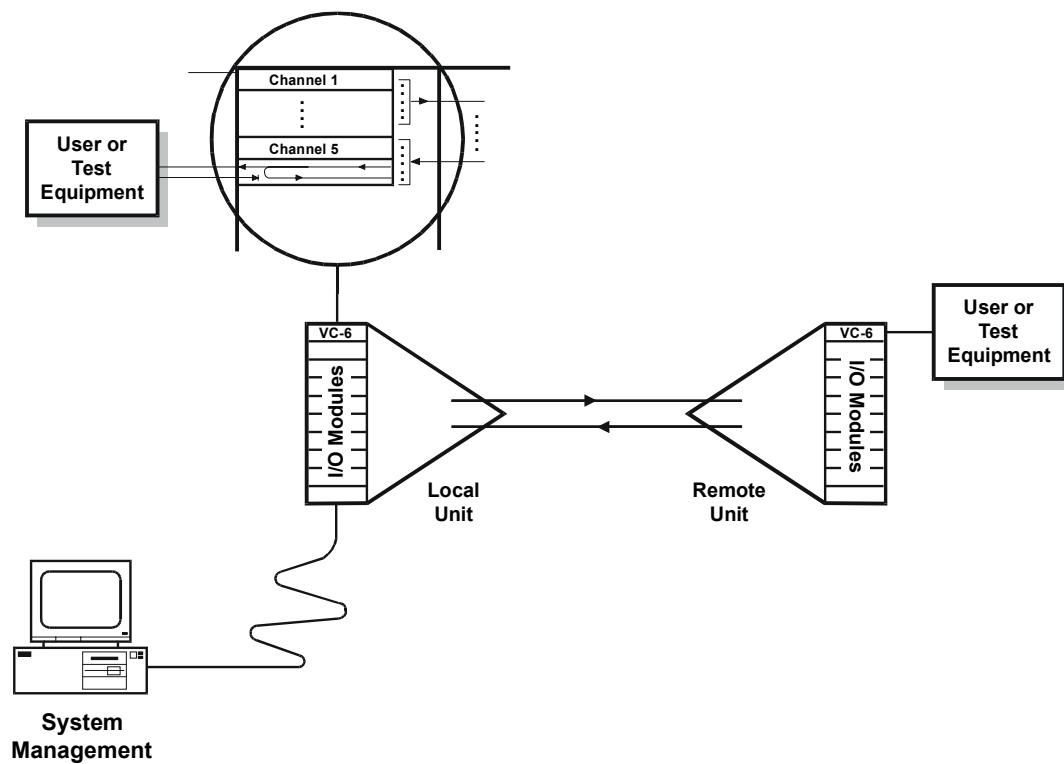 Channel 1
Channel 5
User or
Test
Equipment
VC-6
I/O Modules
Local
Unit
Remote
Unit
VC-6
I/O Modules
User or
Test
Equipment
System
Management